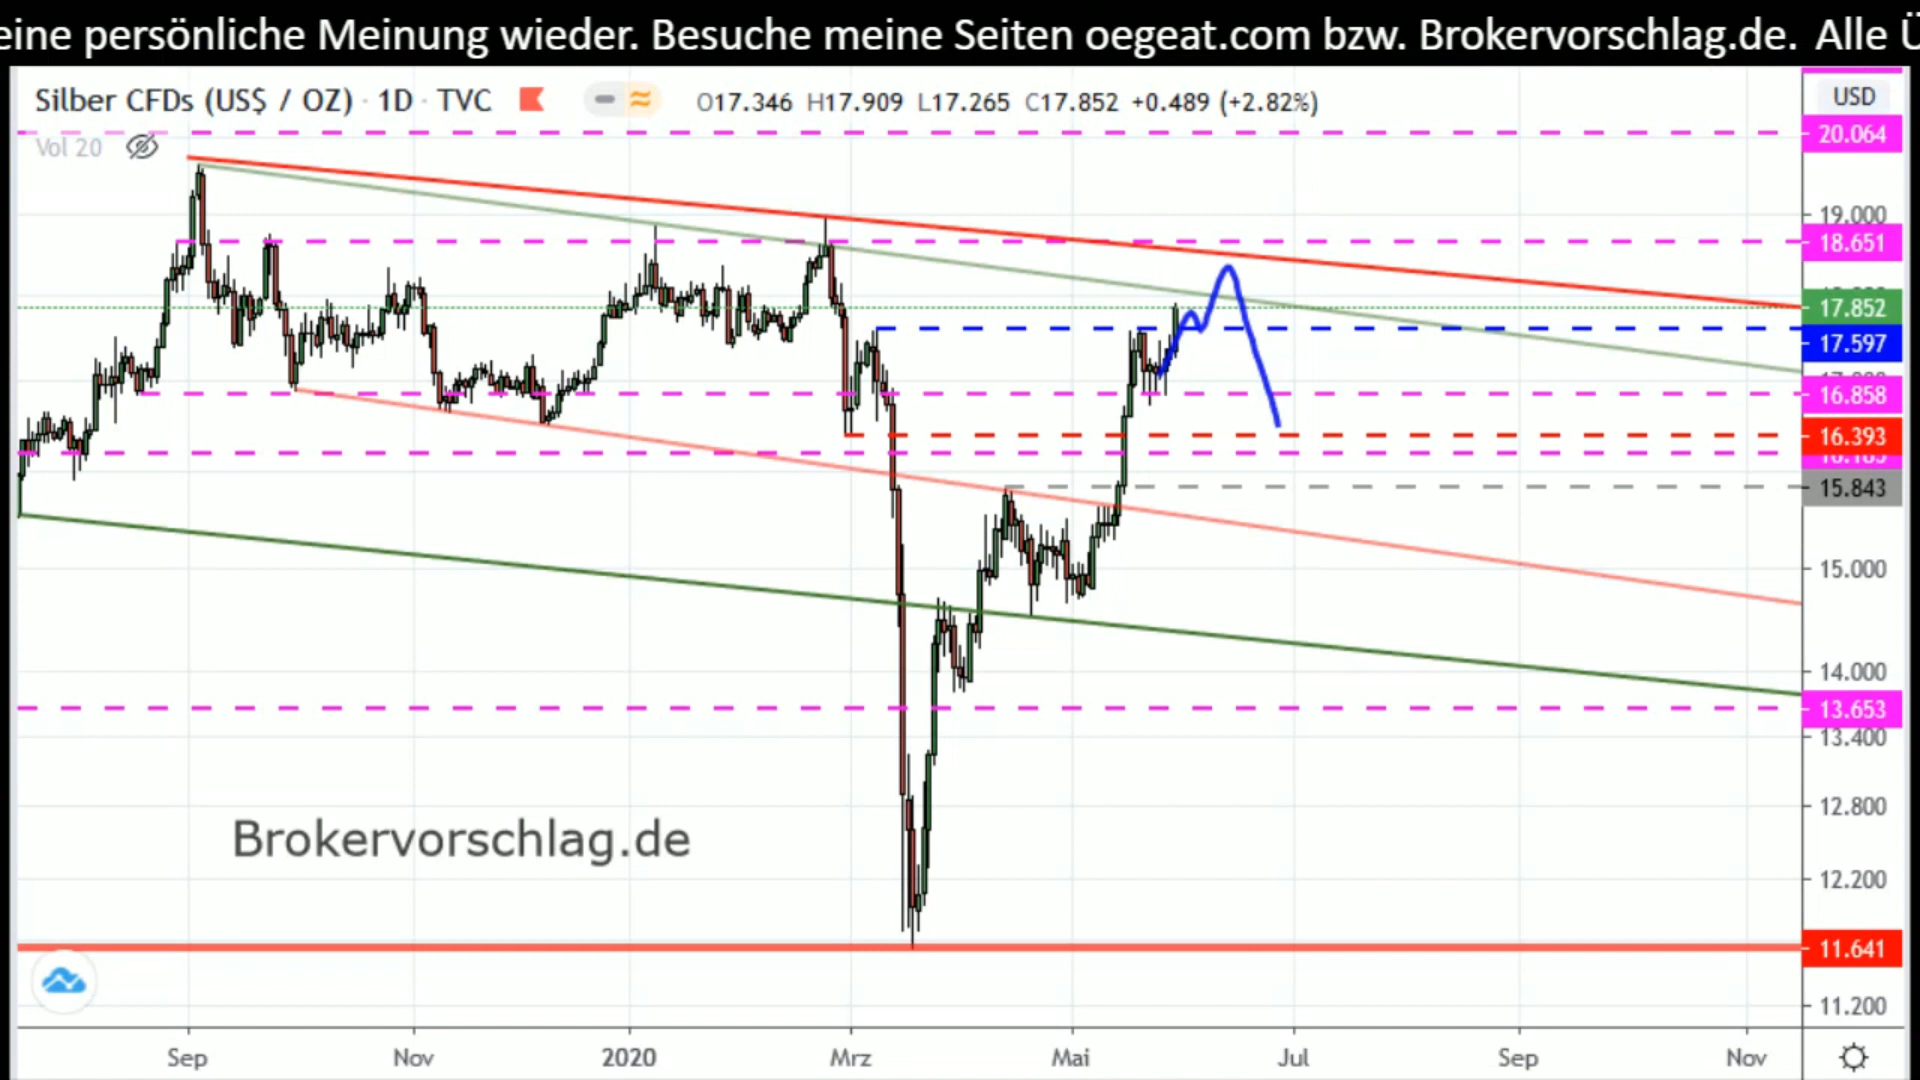 eine persönliche Meinung wieder. Besuche meine Seiten oegeat.com bzw. Brokervorschlag.de. Alle Ü
Silber CFDs (US$ / OZ) · 1D · TVC
O17.346 H17.909 L17.265 C17.852 +0.489 (+2.82%)
USD
Vol 20
20.064
19.000
18.651
17.852
17.597
16.858
16.393
15.843
15.000
14.000
13.653
13.400
12.800
Brokervorschlag.de
12.200
11.641
11.200
Sep Nov 2020 Mrz Mai Jul Sep Nov